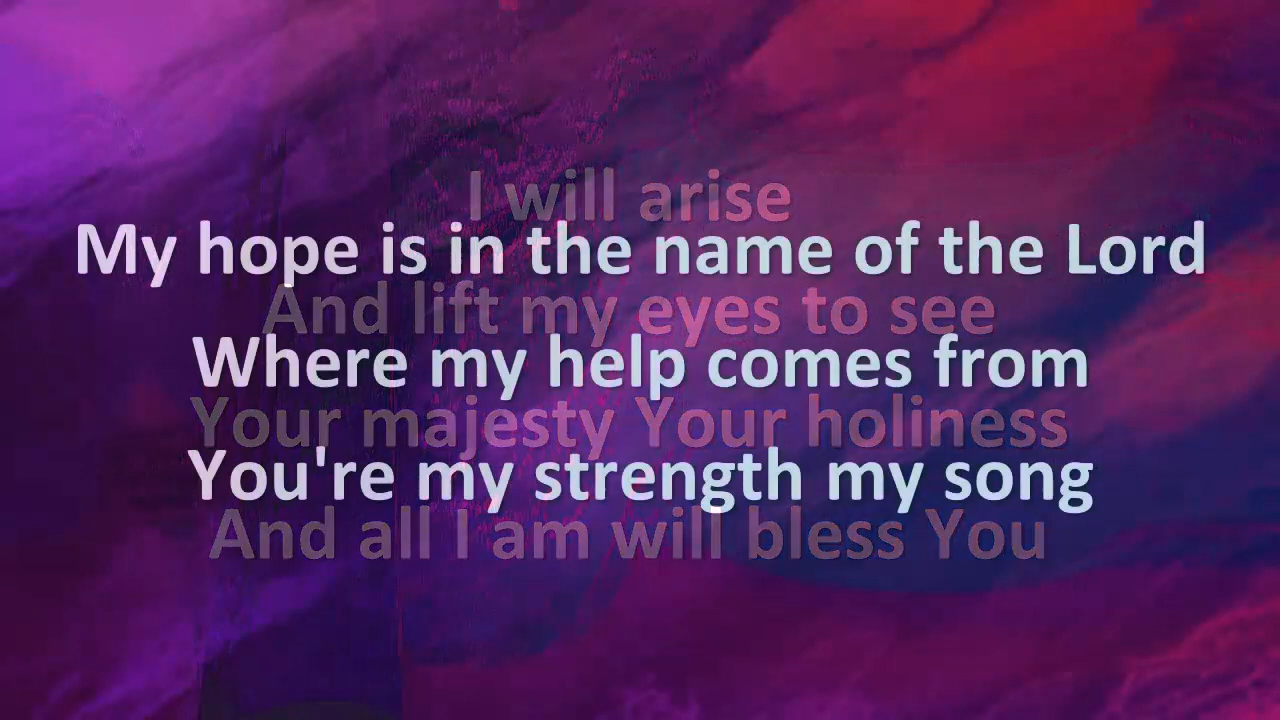 I will arise
My hope is in the name of the Lord
And lift my eyes to see
Where my help comes from
Your majesty Your holiness
You're my strength my song
And all I am will bless You